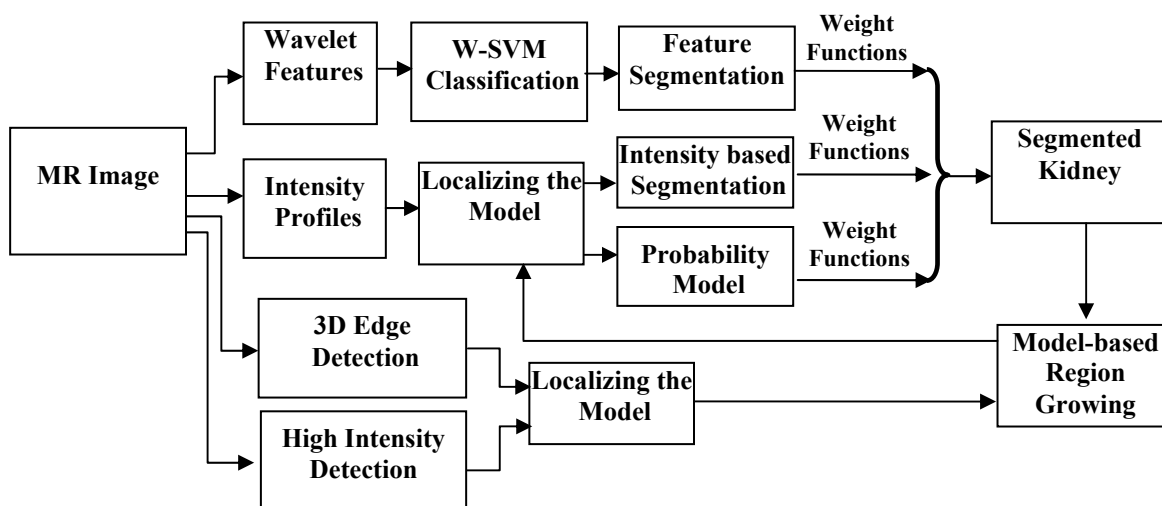 Wavelet
Features
W-SVM
Classification
Feature
Segmentation
Weight
Functions
MR Image
Intensity
Profiles
Localizing the
Model
Intensity based
Segmentation
Weight
Functions
Probability
Model
Weight
Functions
Segmented
Kidney
3D Edge
Detection
High Intensity
Detection
Localizing the
Model
Model-based
Region
Growing